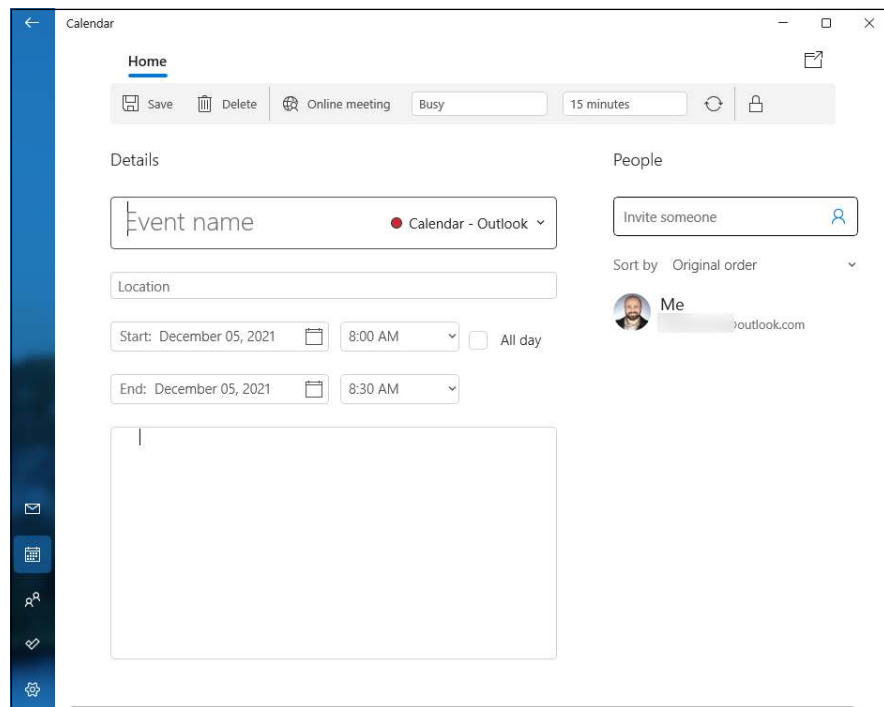 Calendar
Home
Save Delete Online meeting Busy 15 minutes
Details
People
Event name Calendar - Outlook
Invite someone
Sort by Original order
Location
Me
outlook.com
Start: December 05, 2021 8:00 AM All day
End: December 05, 2021 8:30 AM